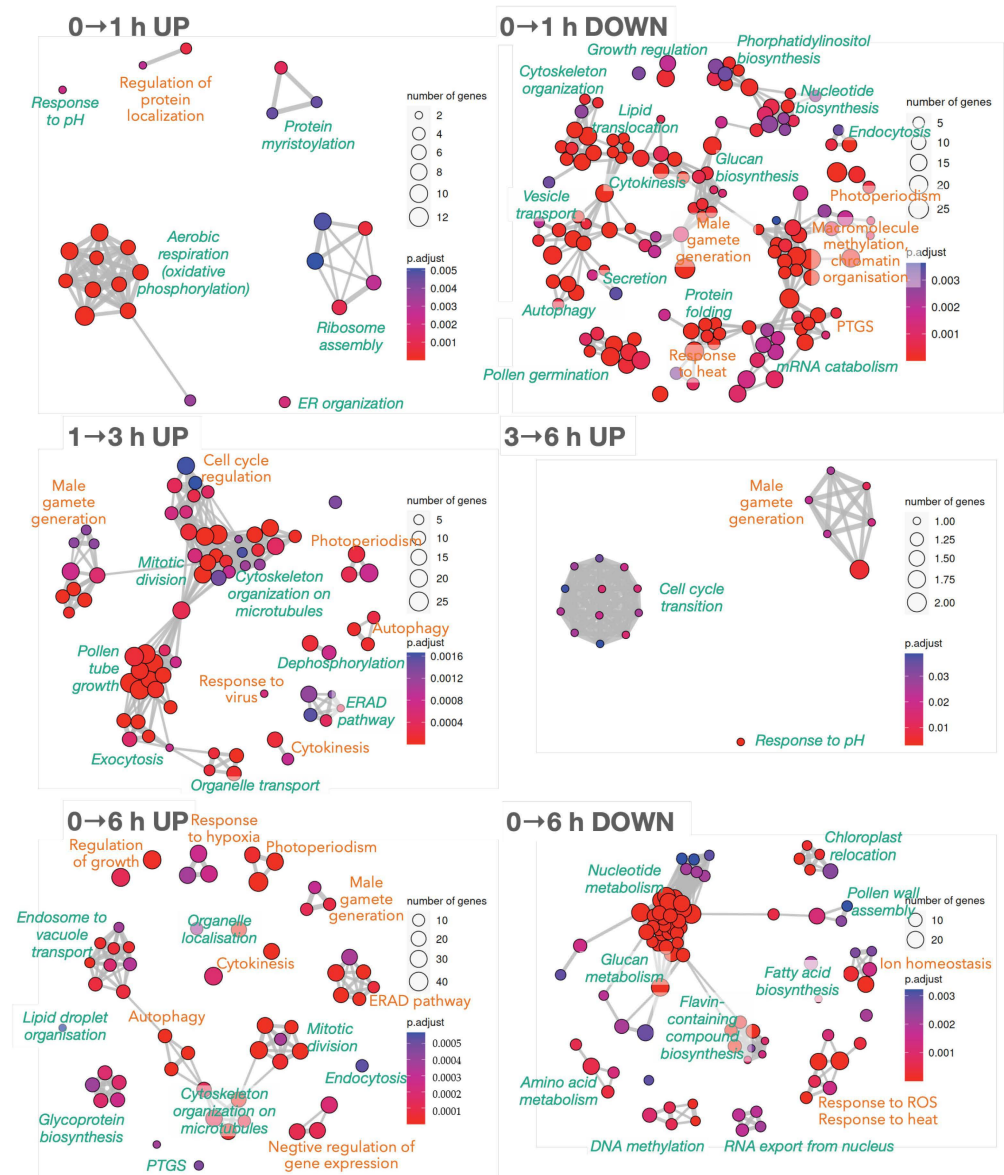 0→1 h UP
Regulation of
protein
localization
Response
to pH
Protein
myristoylation
number of genes
2
4
6
8
10
12
Aerobic
respiration
(oxidative
phosphorylation)
Ribosome
assembly
p.adjust
0.005
0.004
0.003
0.002
0.001
ER organization
0→1 h DOWN
Growth regulation
Phorphatidylinositol
biosynthesis
Cytoskeleton
organization
Nucleotide
biosynthesis
Lipid
translocation
Endocytosis
number of genes
5
10
15
20
25
Glucan
biosynthesis
Cytokinesis
Vesicle
transport
Photoperiodism
Male
gamete
generation
Macromolecule
methylation,
chromatin
organisation
Secretion
Autophagy
Protein
folding
PTGS
p.adjust
0.003
0.002
0.001
Response
to heat
Pollen germination
mRNA catabolism
1→3 h UP
Cell cycle
regulation
Male
gamete
generation
number of genes
5
10
15
20
25
Photoperiodism
Mitotic
division
Cytoskeleton
organization on
microtubules
Autophagy
Pollen
tube
growth
Dephosphorylation
Response to
virus
ERAD
pathway
p.adjust
0.0016
0.0012
0.0008
0.0004
Cytokinesis
Exocytosis
Organelle transport
3→6 h UP
Male
gamete
generation
number of genes
1.00
1.25
1.50
1.75
2.00
Cell cycle
transition
p.adjust
0.03
0.02
0.01
Response to pH
0→6 h UP
Response
to hypoxia
Regulation
of growth
Photoperiodism
Male
gamete
generation
number of genes
10
20
30
40
Endosome to
vacuole
transport
Organelle
localisation
Cytokinesis
ERAD pathway
Lipid droplet
organisation
Autophagy
Mitotic
division
p.adjust
0.0005
0.0004
0.0003
0.0002
0.0001
Endocytosis
Cytoskeleton
organization on
microtubules
Glycoprotein
biosynthesis
Negtive regulation of
gene expression
PTGS
0→6 h DOWN
Chloroplast
relocation
Nucleotide
metabolism
Pollen wall
assembly
number of genes
10
20
Glucan
metabolism
Fatty acid
biosynthesis
Ion homeostasis
Flavin-
containing
compound
biosynthesis
p.adjust
0.003
0.002
0.001
Amino acid
metabolism
Response to ROS
Response to heat
DNA methylation
RNA export from nucleus